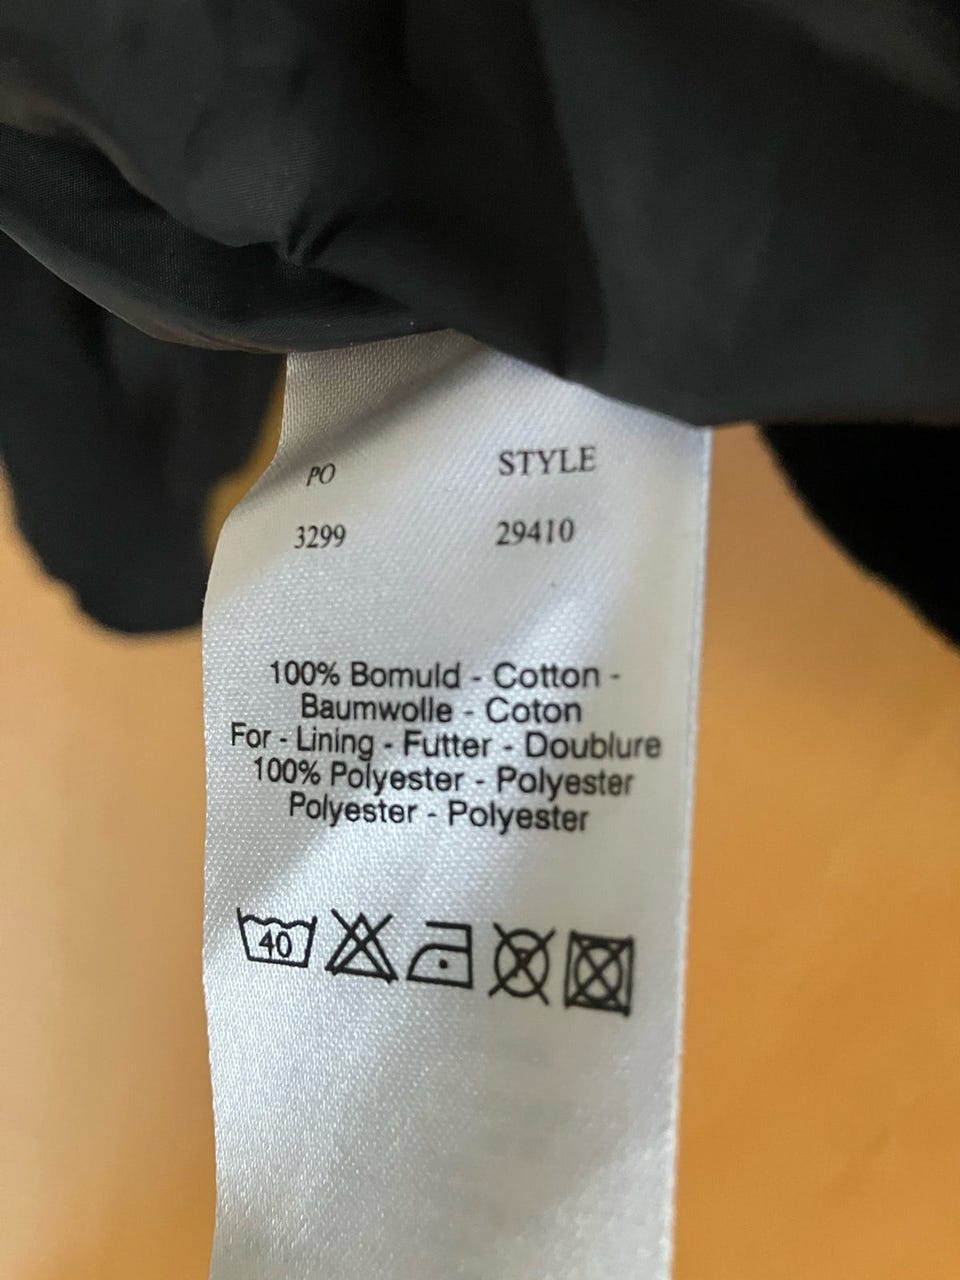 PO STYLE
3299 29410
100% Bomuld - Cotton -
Baumwolle - Coton
For - Lining - Futter - Doublure
100% Polyester - Polyester
Polyester - Polyester
40